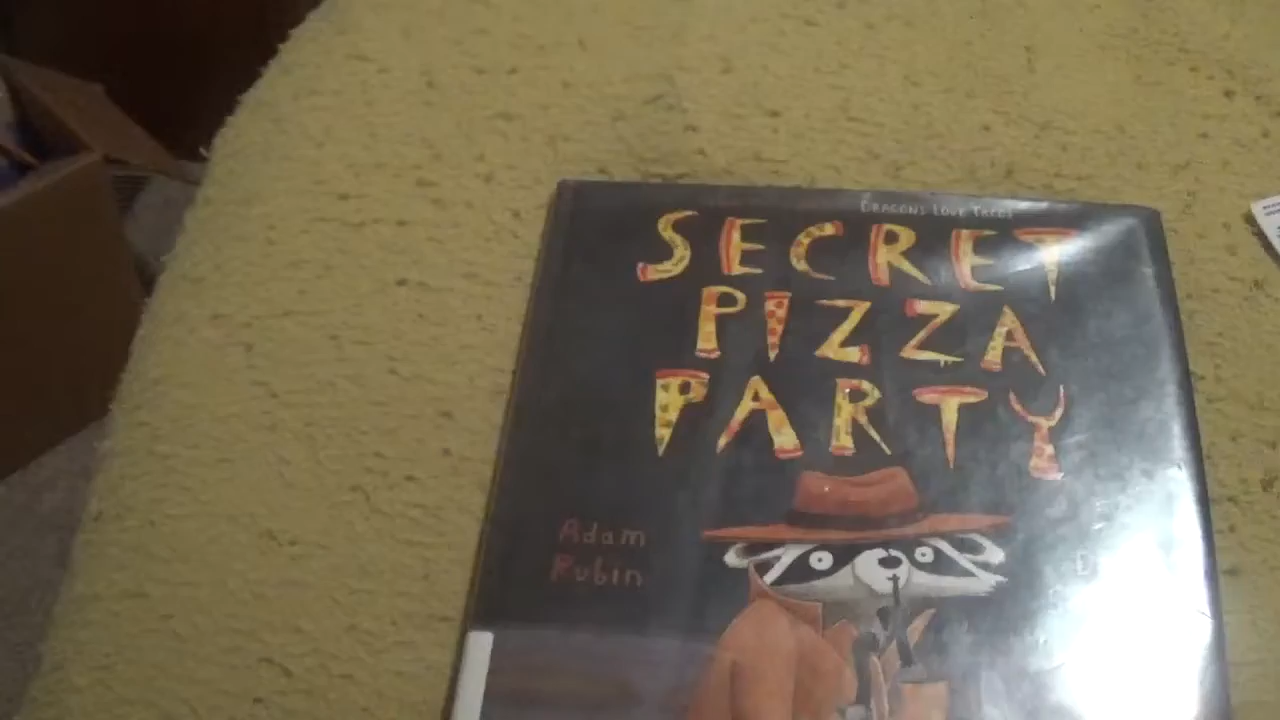 DRAGONS LOVE TACOS
SECRET
PIZZA
PARTY
Adam
Rubin